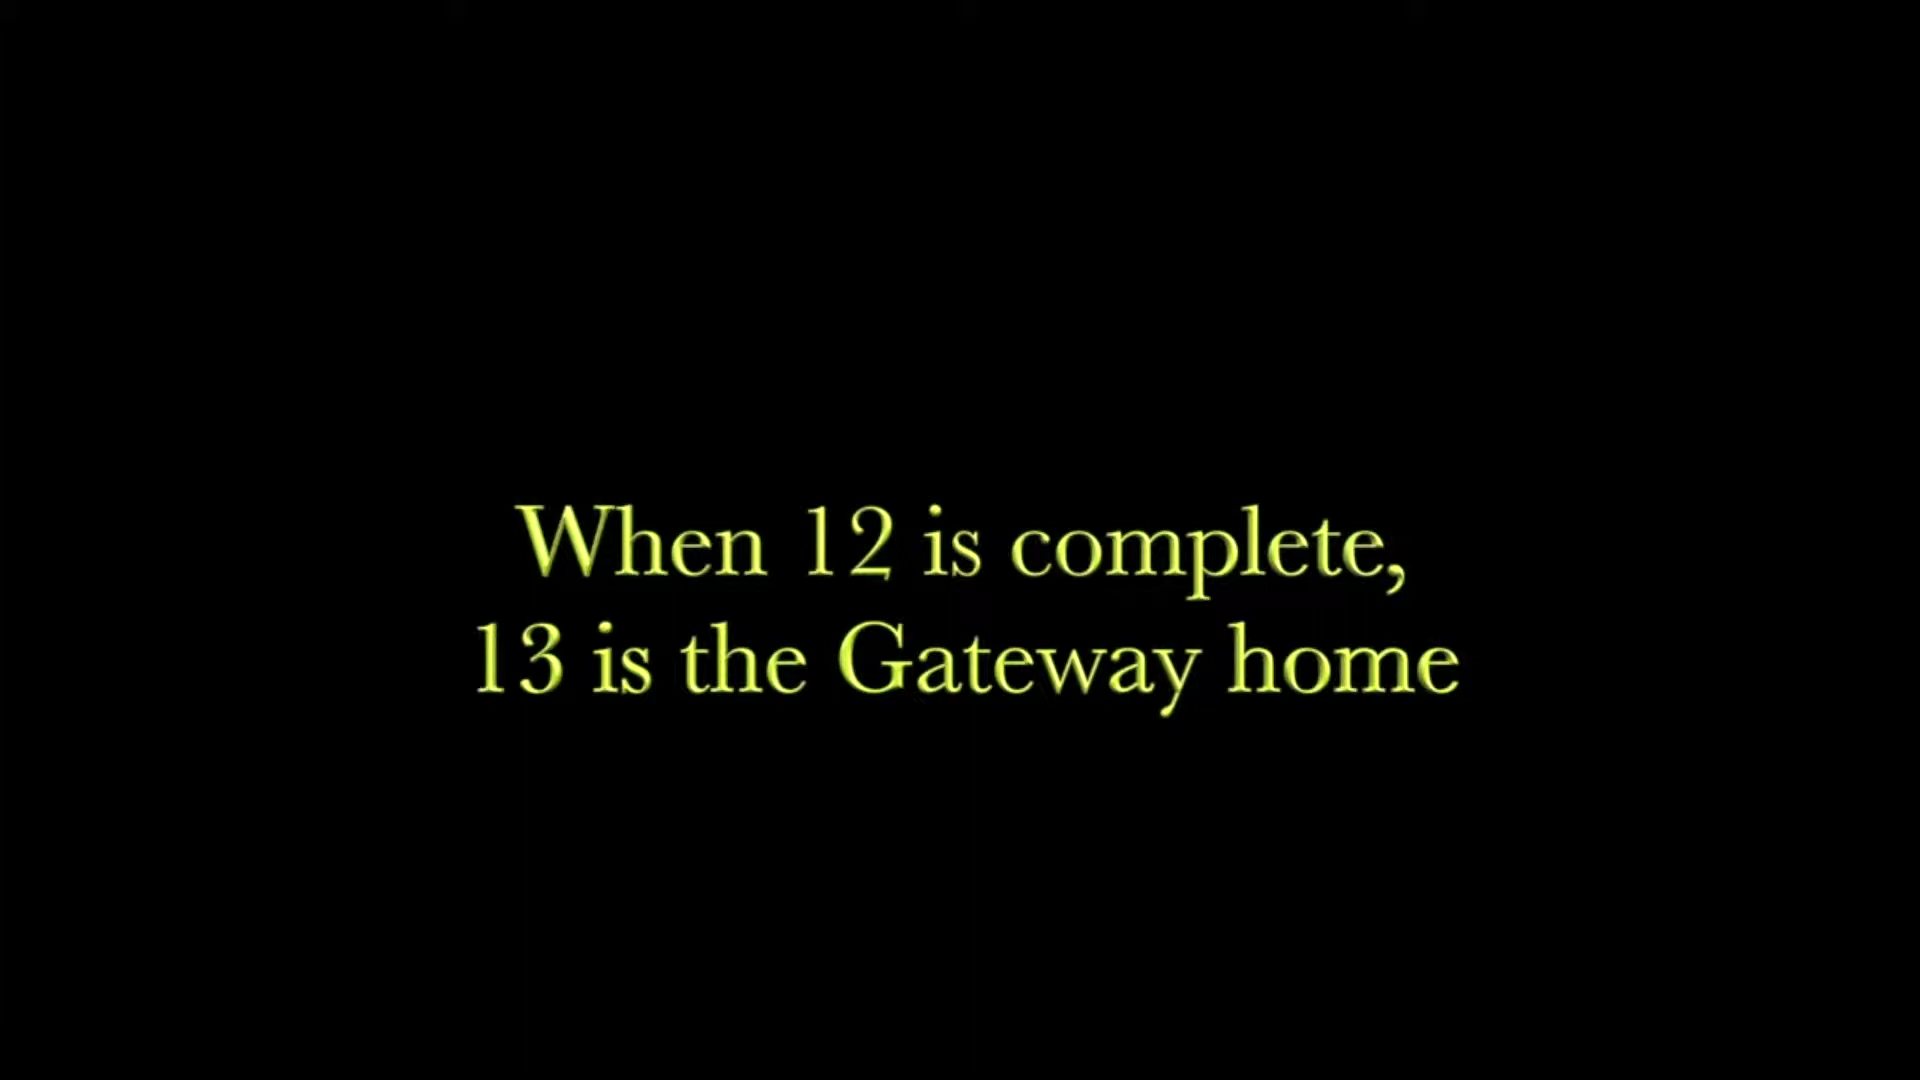 When 12 is complete,
13 is the Gateway home